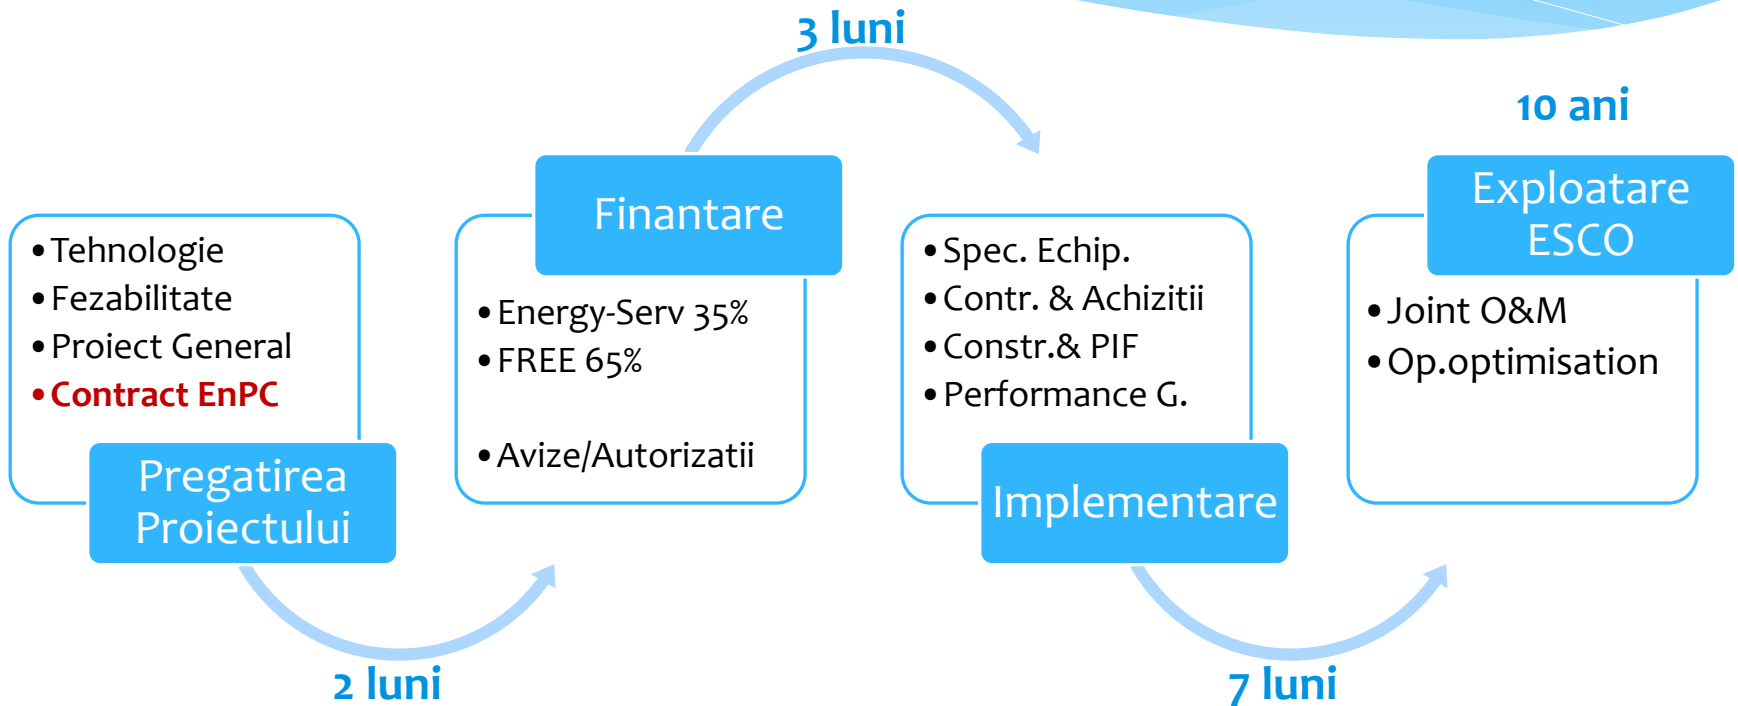 3 luni
10 ani
• Tehnologie
• Fezabilitate
• Proiect General
• Contract EnPC
Pregatirea
Proiectului
2 luni
Finantare
• Energy-Serv 35%
• FREE 65%
• Avize/Autorizatii
• Spec. Echip.
• Contr. & Achizitii
• Constr.& PIF
• Performance G.
Implementare
7 luni
Exploatare
ESCO
• Joint O&M
• Op.optimisation